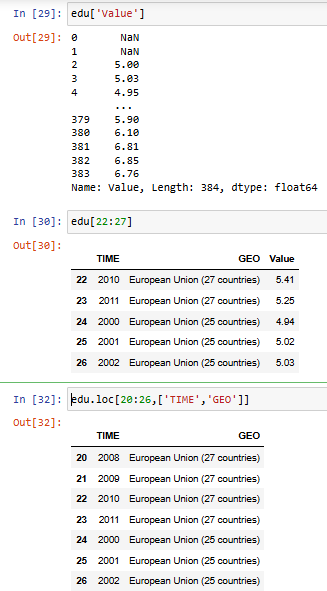 In [29]: edu['Value']
Out[29]: 0 NaN
1 NaN
2 5.00
3 5.03
4 4.95
...
379 5.90
380 6.10
381 6.81
382 6.85
383 6.76
Name: Value, Length: 384, dtype: float64
In [30]: edu[22:27]
Out[30]:
TIME GEO Value
22 2010 European Union (27 countries) 5.41
23 2011 European Union (27 countries) 5.25
24 2000 European Union (25 countries) 4.94
25 2001 European Union (25 countries) 5.02
26 2002 European Union (25 countries) 5.03
In [32]: edu.loc[20:26,['TIME','GEO']]
Out[32]:
TIME GEO
20 2008 European Union (27 countries)
21 2009 European Union (27 countries)
22 2010 European Union (27 countries)
23 2011 European Union (27 countries)
24 2000 European Union (25 countries)
25 2001 European Union (25 countries)
26 2002 European Union (25 countries)